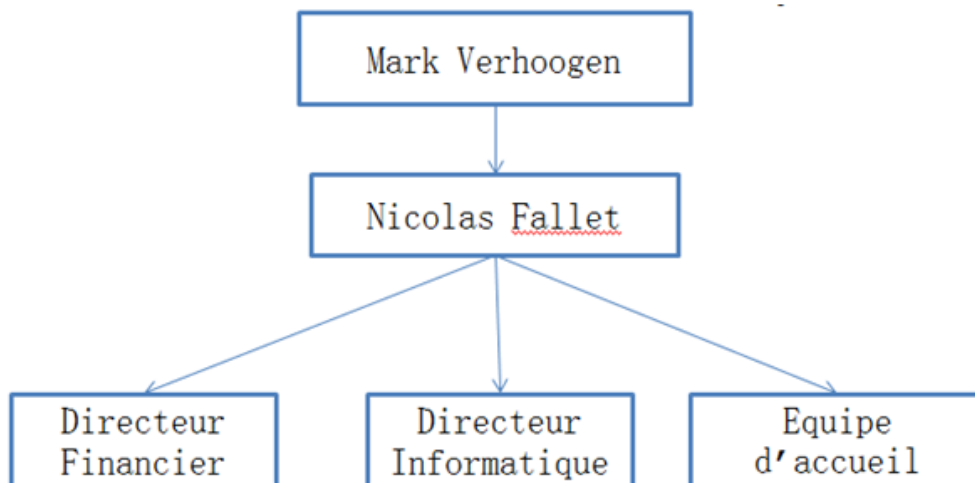 Mark Verhoogen
Nicolas Fallet
Directeur
Financier
Directeur
Informatique
Equipe
d'accueil